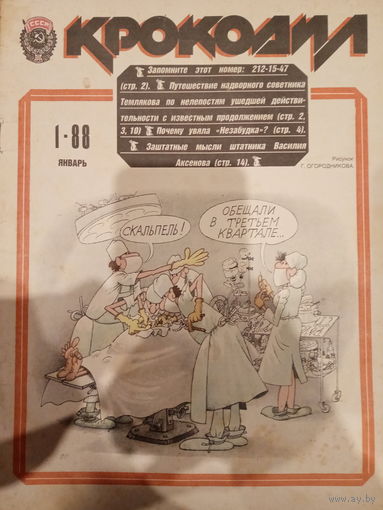 СССР
КРОКОДИЛ
Запомните этот номер: 212-15-47
(стр. 2). Путешествие надворного советника
Темлякова по нелепостям ушедшей действи-
тельности с известным продолжением (стр. 2,
3, 10) Почему увяла «Незабудка»? (стр. 4).
Заштатные мысли штатника Василия
Аксенова (стр. 14).
1·88
ЯНВАРЬ
Рисунок
Г. ОГОРОДНИКОВА.
СКАЛЬПЕЛЬ!
ОБЕЩАЛИ
В ТРЕТЬЕМ
КВАРТАЛЕ...
https://www.ay.by